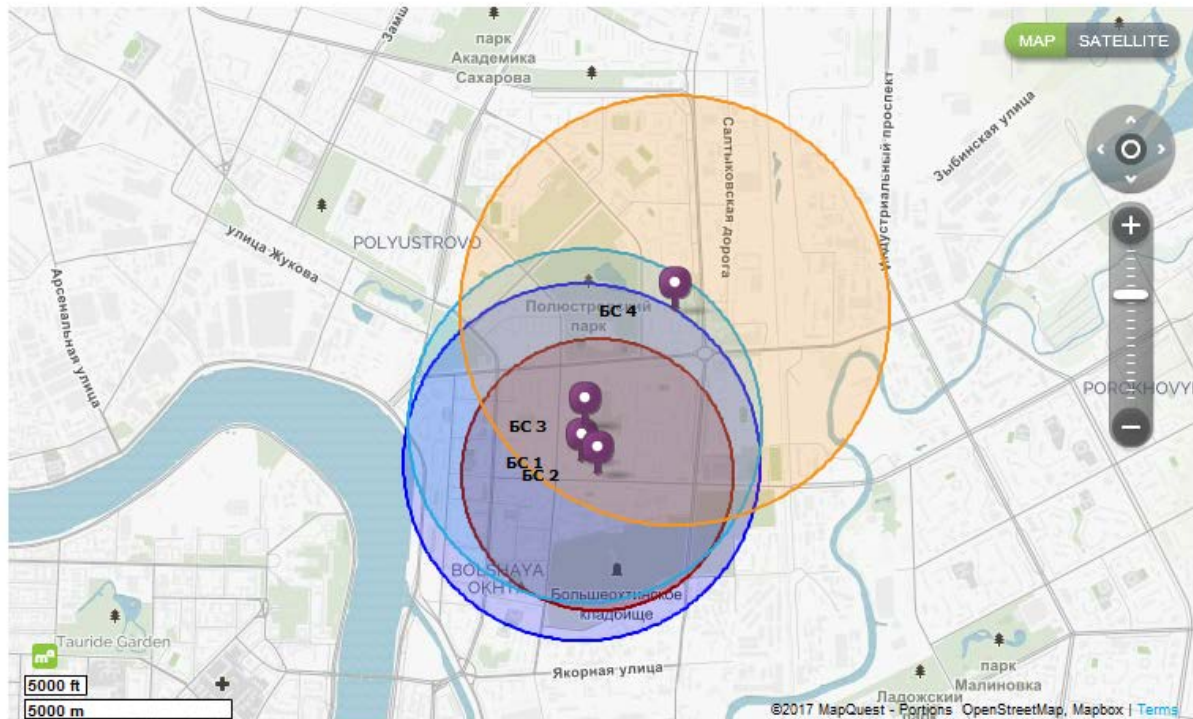 Замш
парк
Академика
Сахарова
MAP SATELLITE
Салтыковская дорога
Индустриальный проспект
Зыбинская улица
POLYUSTROVO
улица Жукова
Арсенальная улица
БС 4
Полюстровский
парк
POROKHOVY
БС 3
БС 1
БС 2
BOLSHAYA
OKHTA
Большеохтинское
кладбище
Tauride Garden
Якорная улица
парк
Малиновка
Ладожский
5000 ft
5000 m
©2017 MapQuest - Portions OpenStreetMap, Mapbox | Terms